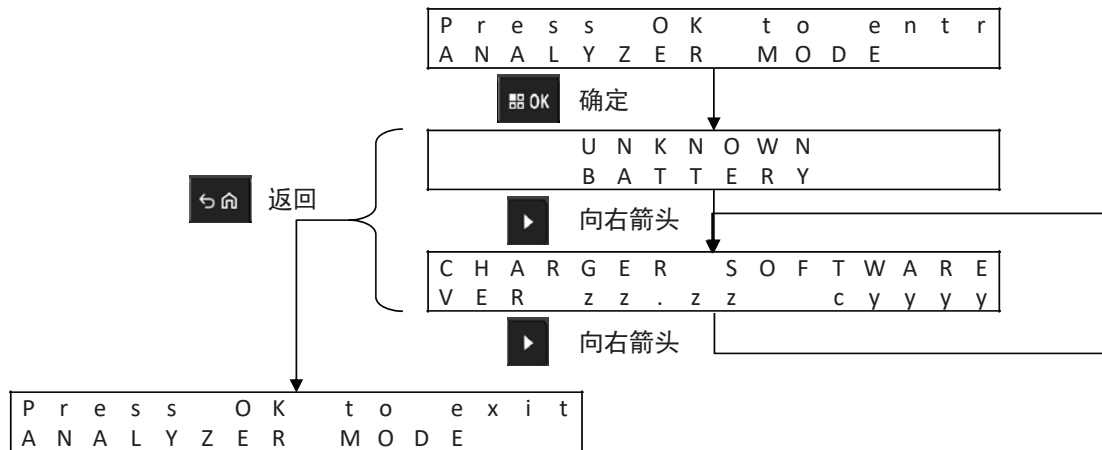 Press OK to entr
ANALYZER MODE
OK 确定
UNKNOWN
BATTERY
返回
向右箭头
CHARGER SOFTWARE
VER zz.zz cyyyy
向右箭头
Press OK to exit
ANALYZER MODE